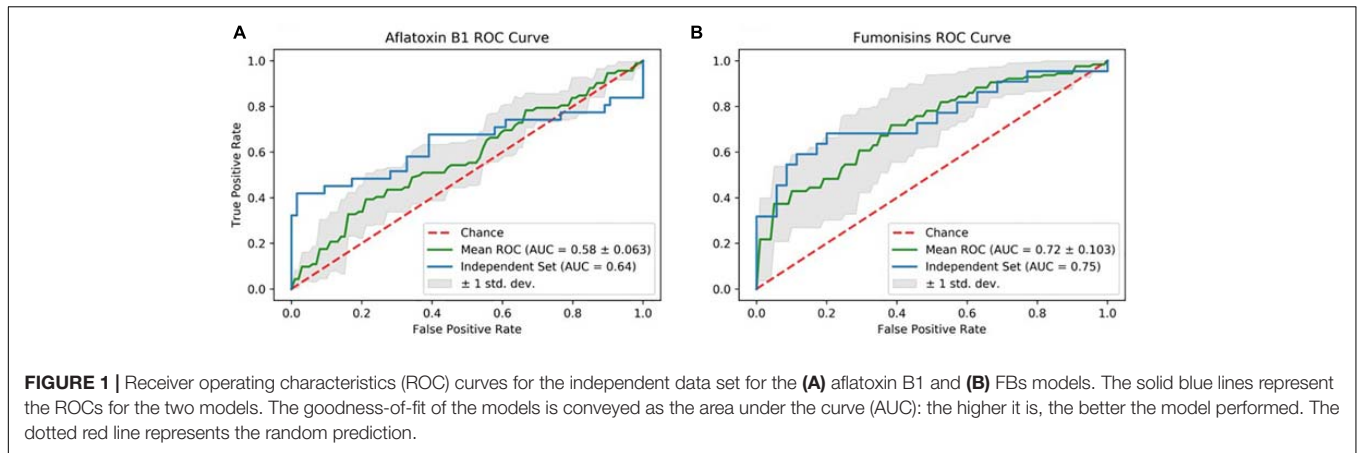 A
Aflatoxin B1 ROC Curve
True Positive Rate
1.0
0.8
0.6
0.4
0.2
0.0
Chance
Mean ROC (AUC = 0.58 ± 0.063)
Independent Set (AUC = 0.64)
± 1 std. dev.
0.0 0.2 0.4 0.6 0.8 1.0
False Positive Rate
B
Fumonisins ROC Curve
1.0
0.8
0.6
0.4
0.2
0.0
Chance
Mean ROC (AUC = 0.72 ± 0.103)
Independent Set (AUC = 0.75)
± 1 std. dev.
0.0 0.2 0.4 0.6 0.8 1.0
False Positive Rate
FIGURE 1 | Receiver operating characteristics (ROC) curves for the independent data set for the (A) aflatoxin B1 and (B) FBs models. The solid blue lines represent
the ROCs for the two models. The goodness-of-fit of the models is conveyed as the area under the curve (AUC): the higher it is, the better the model performed. The
dotted red line represents the random prediction.